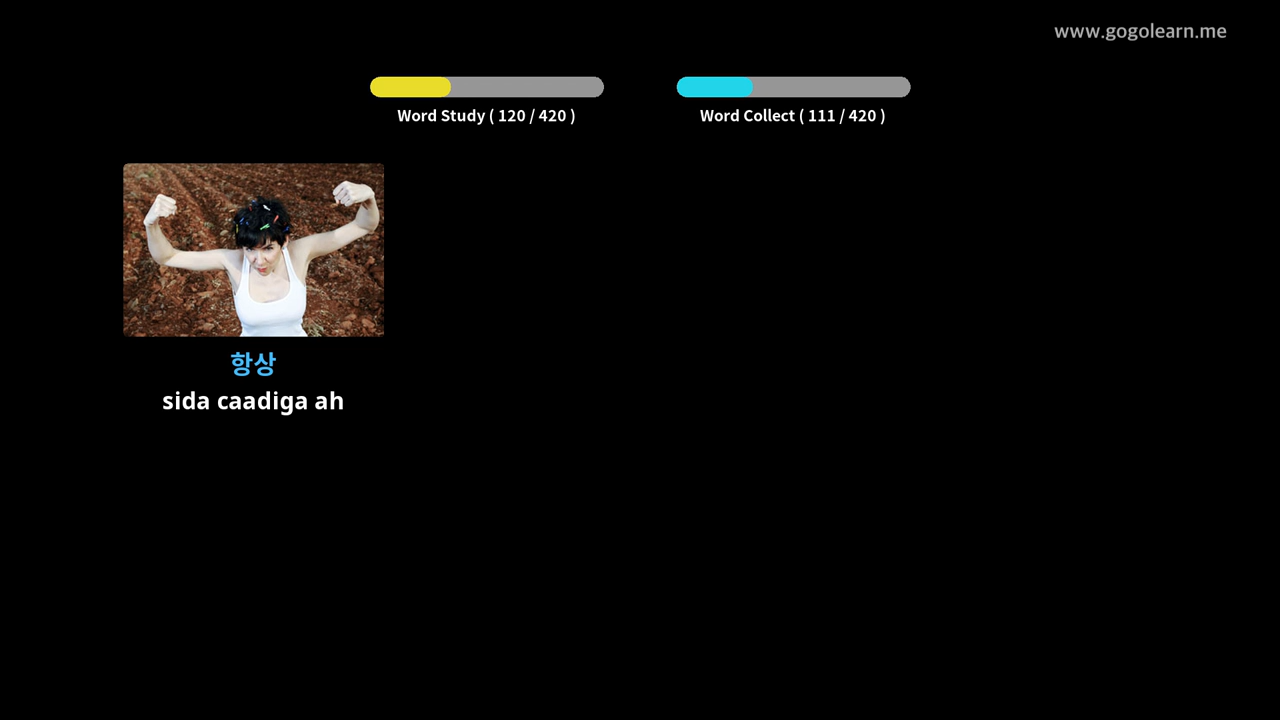 www.gogolearn.me
Word Study ( 120 / 420 )
Word Collect ( 111 / 420 )
항상
sida caadiga ah